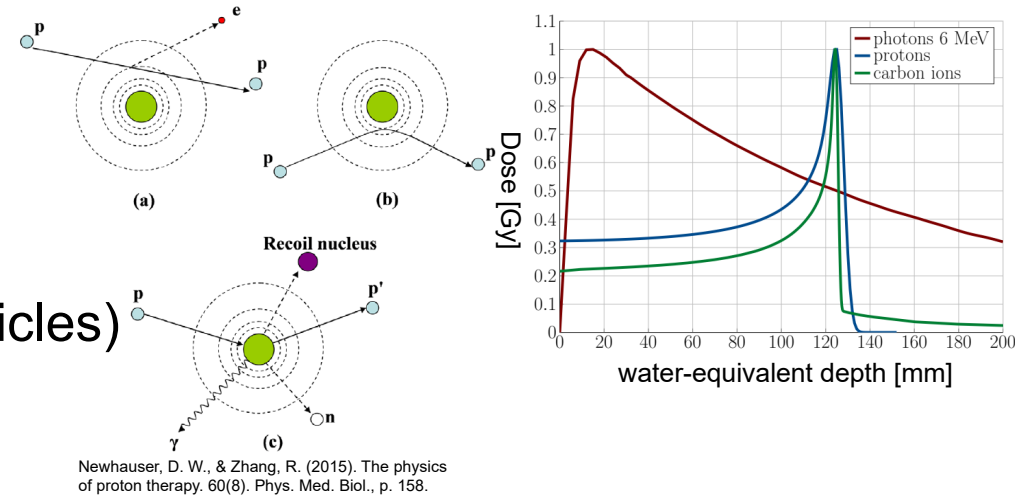 e
p
p
(a)
p
p
(b)
Recoil nucleus
p
p'
n
γ
(c)
icles)
Newhauser, D. W., & Zhang, R. (2015). The physics
of proton therapy. 60(8). Phys. Med. Biol., p. 158.
photons 6 MeV
protons
carbon ions
Dose [Gy]
1.1
1
0.9
0.8
0.7
0.6
0.5
0.4
0.3
0.2
0.1
0
0 20 40 60 80 100 120 140 160 180 200
water-equivalent depth [mm]